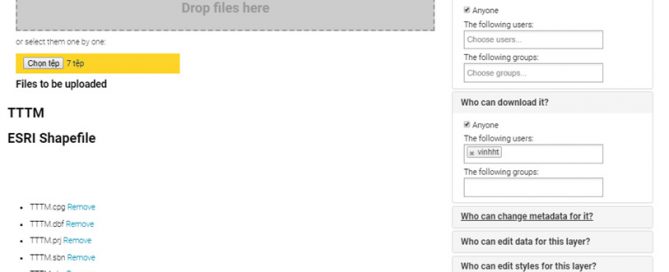 Drop files here
or select them one by one:
Chọn tệp 7 tệp
Files to be uploaded
TTTM
ESRI Shapefile
TTTM.cpg Remove
TTTM.dbf Remove
TTTM.prj Remove
TTTM.sbn Remove
Anyone
The following users:
Choose users...
The following groups:
Choose groups...
Who can download it?
Anyone
The following users:
vinhht
The following groups:
Who can change metadata for it?
Who can edit data for this layer?
Who can edit styles for this layer?